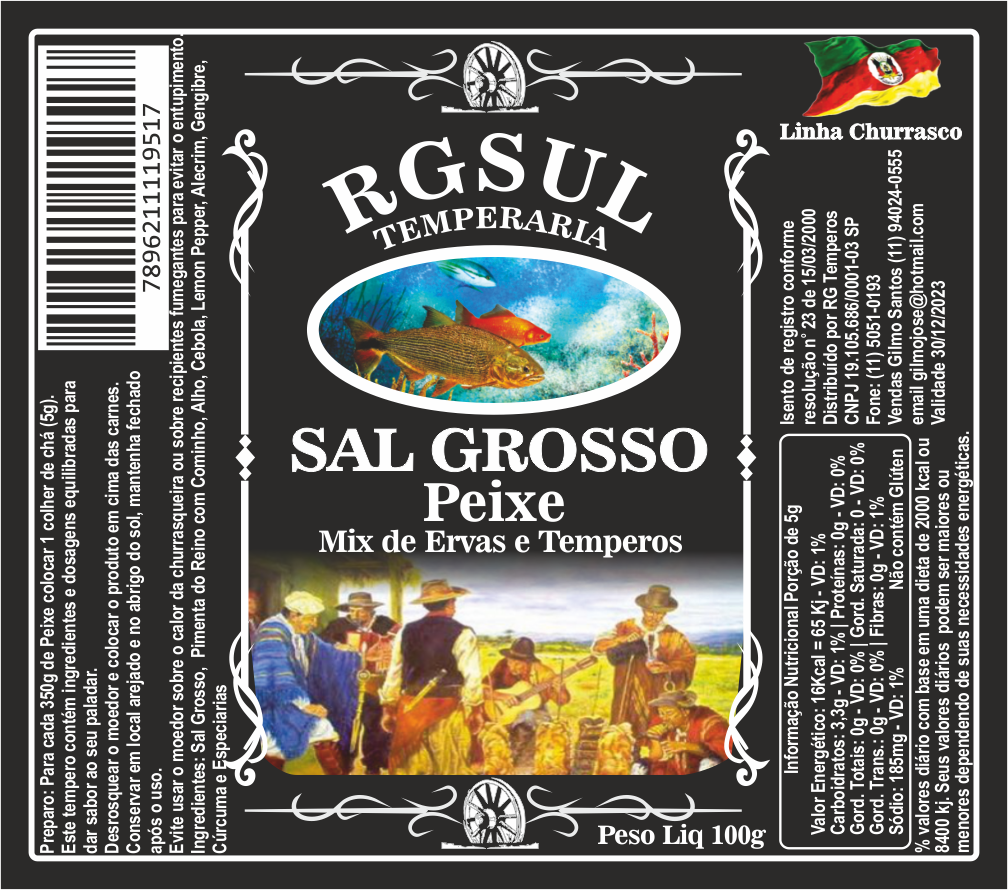 Preparo: Para cada 350g de Peixe colocar 1 colher de chá (5g).
Este tempero contém ingredientes e dosagens equilibradas para
dar sabor ao seu paladar.
Desrosquear o moedor e colocar o produto em cima das carnes.
Conservar em local arejado e no abrigo do sol, mantenha fechado
após o uso.
Evite usar o moedor sobre o calor da churrasqueira ou sobre recipientes fumegantes para evitar o entupimento.
Ingredientes: Sal Grosso, Pimenta do Reino com Cominho, Alho, Cebola, Lemon Pepper, Alecrim, Gengibre,
Cúrcuma e Especiarias
7896211119517
RGSUL
TEMPERARIA
SAL GROSSO
Peixe
Mix de Ervas e Temperos
Peso Liq 100g
Linha Churrasco
Isento de registro conforme
resolução n° 23 de 15/03/2000
Distribuído por RG Temperos
CNPJ 19.105.686/0001-03 SP
Fone: (11) 5051-0193
Vendas Gilmo Santos (11) 94024-0555
email gilmojose@hotmail.com
Validade 30/12/2023
Informação Nutricional Porção de 5g
Valor Energético: 16Kcal = 65 Kj - VD: 1%
Carboidratos: 3,3g - VD: 1% | Proteinas: 0g - VD: 0%
Gord. Totais: 0g - VD: 0% | Gord. Saturada: 0 - VD: 0%
Gord. Trans.: 0g - VD: 0% | Fibras: 0g - VD: 1%
Sódio: 185mg - VD: 1% Não contém Glúten
% valores diário com base em uma dieta de 2000 kcal ou
8400 kj. Seus valores diários podem ser maiores ou
menores dependendo de suas necessidades energéticas.